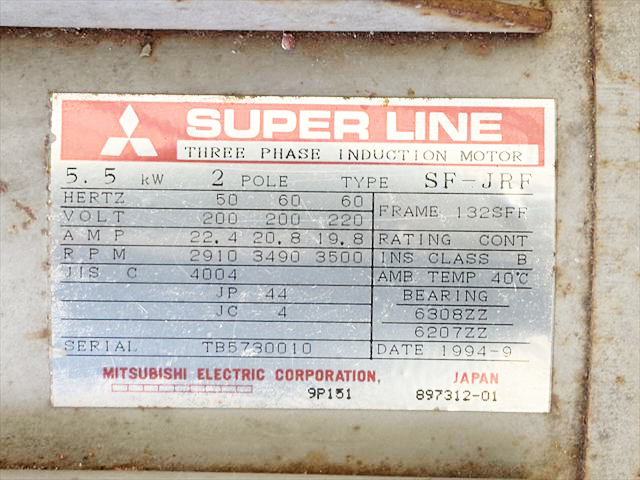 SUPER LINE
THREE PHASE INDUCTION MOTOR
5.5 kW 2 POLE TYPE SF-JRF
HERTZ 50 60 60 FRAME 132SFF
VOLT 200 200 220
AMP 22.4 20.8 19.8 RATING CONT
RPM 2910 3490 3500 INS CLASS B
JIS C 4004 AMB TEMP 40℃
JP 44 BEARING
JC 4 6308ZZ
6207ZZ
SERIAL TB5730010 DATE 1994-9
MITSUBISHI ELECTRIC CORPORATION, JAPAN
9P151 897312-01